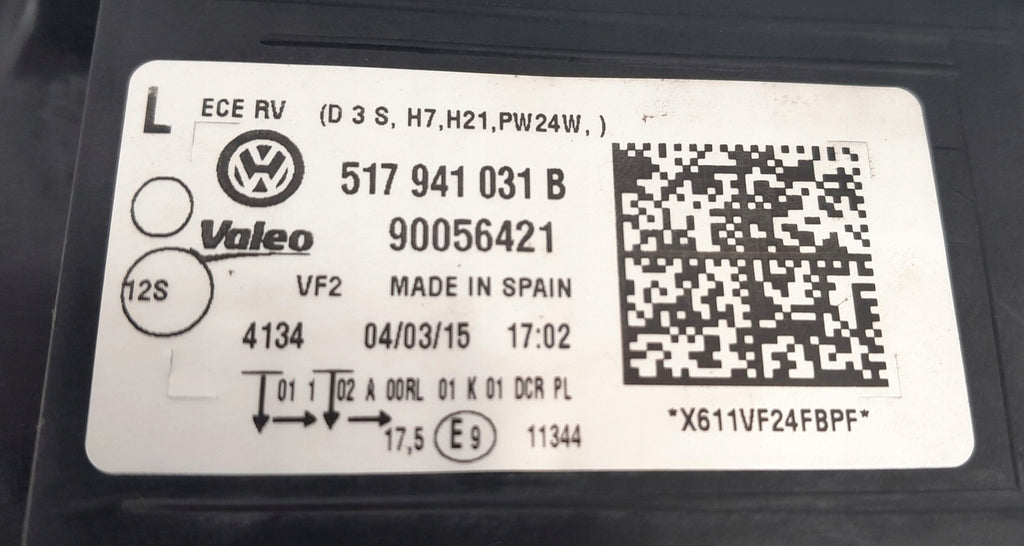 L ECE RV (D 3 S, H7,H21,PW24W, )
517 941 031 B
Valeo 90056421
12S VF2 MADE IN SPAIN
4134 04/03/15 17:02
01 1 02 A 00RL 01 K 01 DCR PL
17,5 E 9 11344
*X611VF24FBPF*